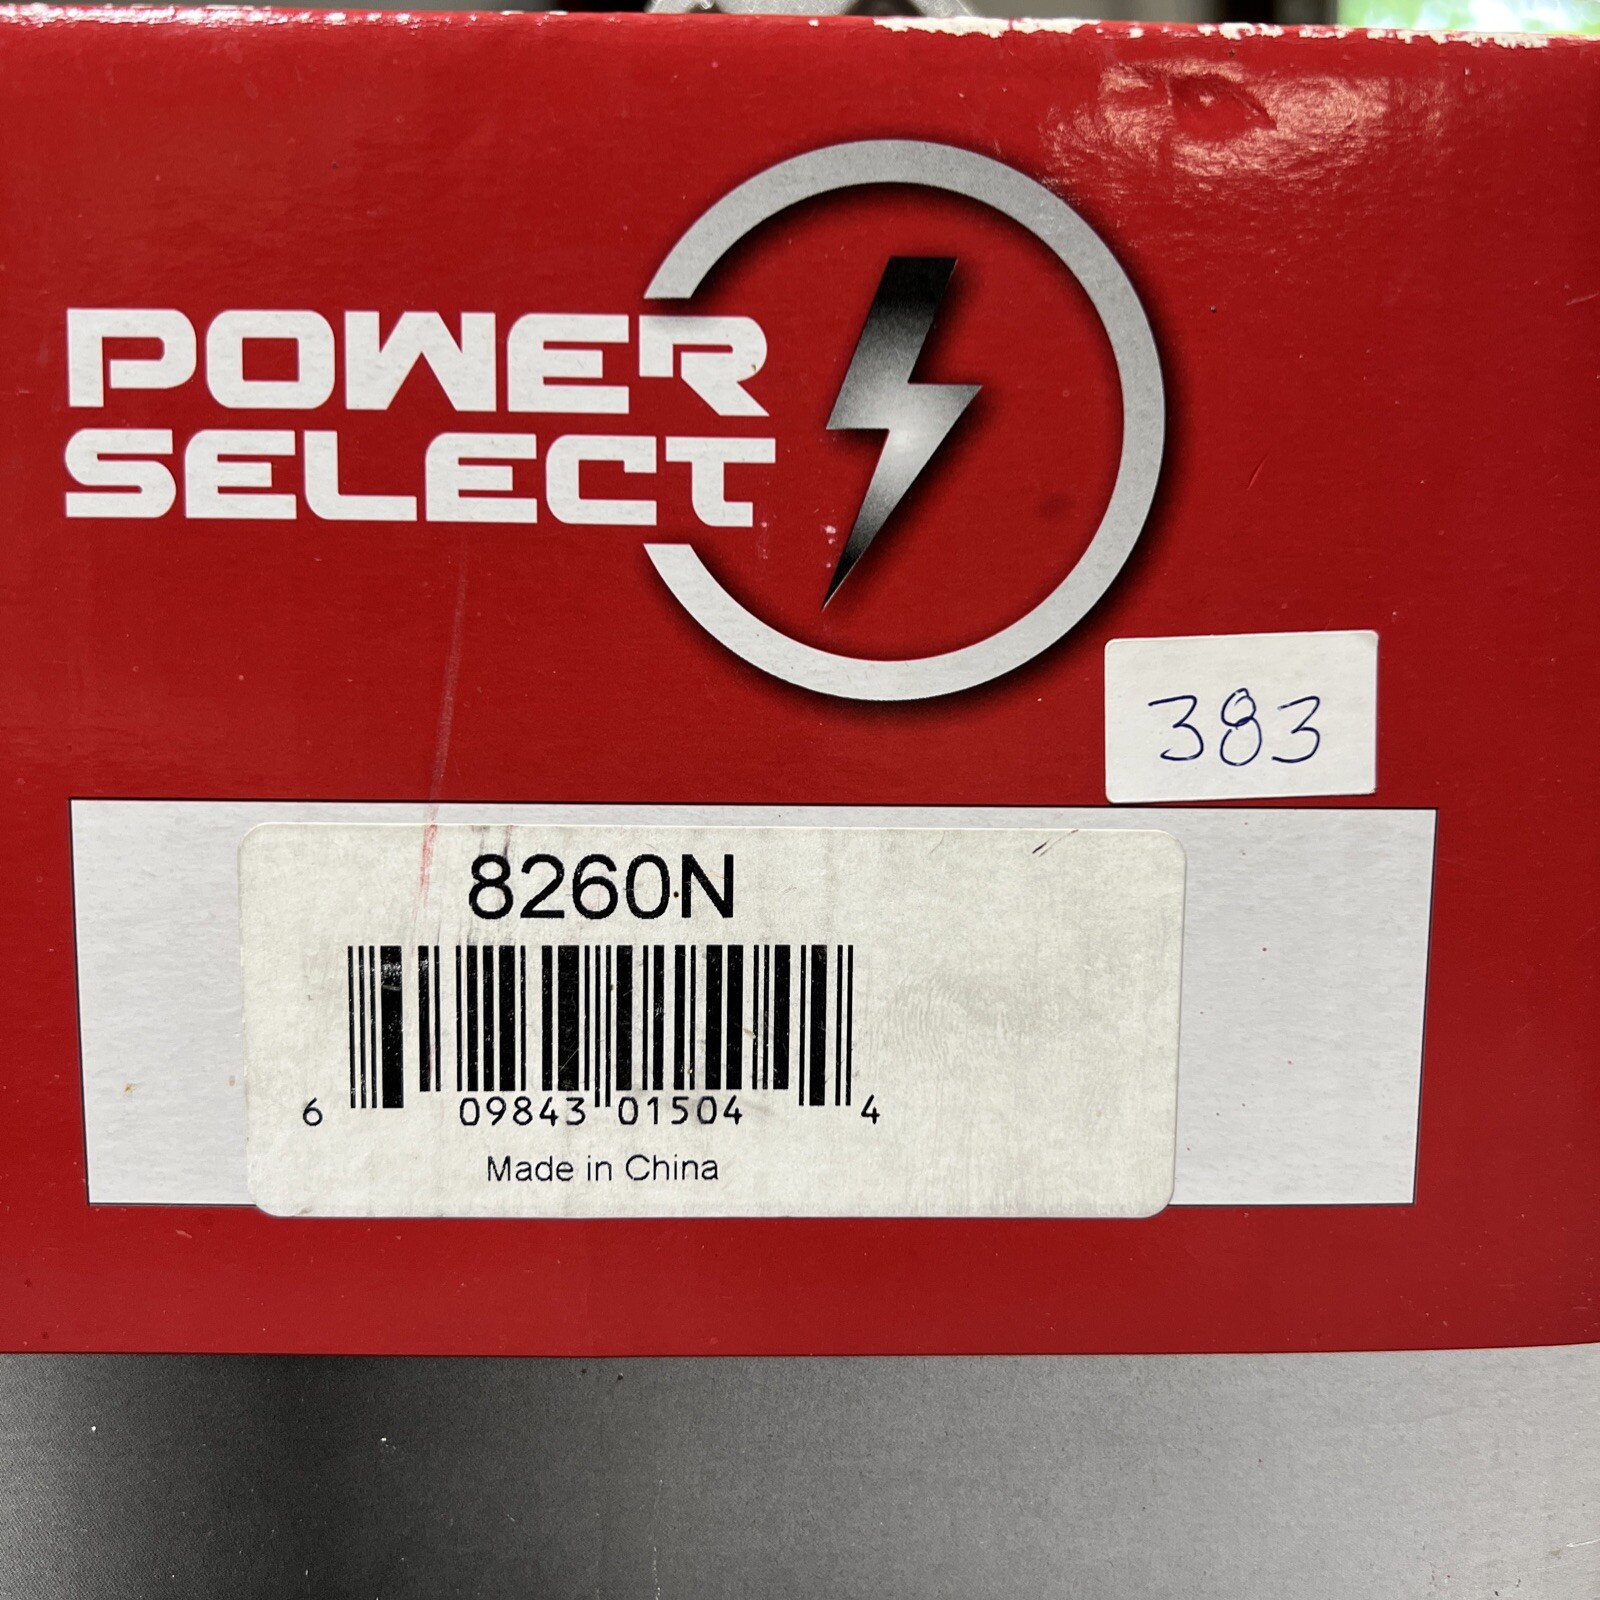 POWER
SELECT
383
8260N
6 09843 01504 4
Made in China